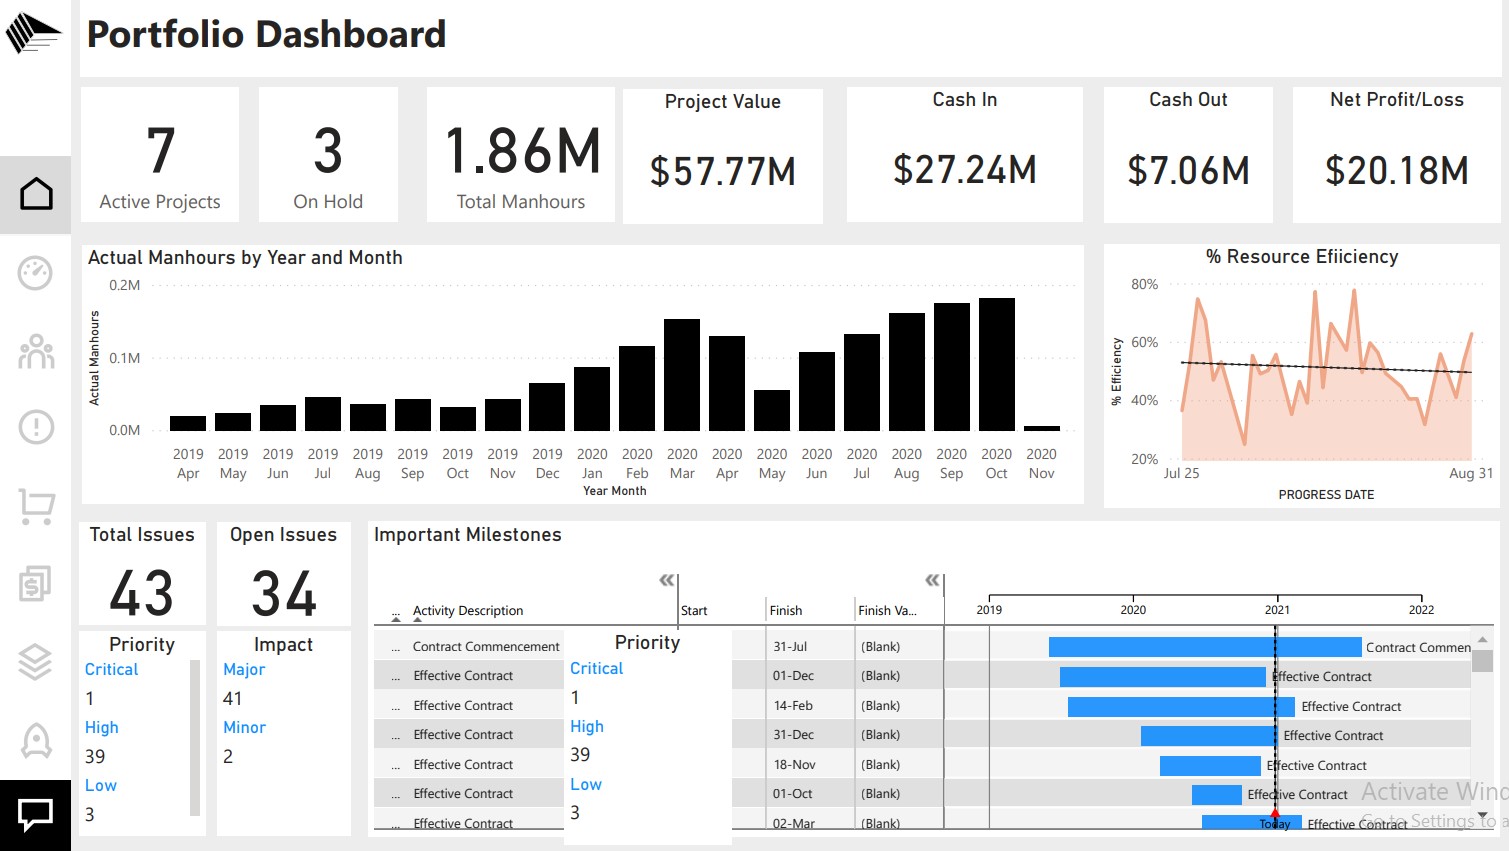 Portfolio Dashboard
7
Active Projects
3
On Hold
1.86M
Total Manhours
Project Value
$57.77M
Cash In
$27.24M
Cash Out
$7.06M
Net Profit/Loss
$20.18M
Actual Manhours by Year and Month
Actual Manhours
0.2M
0.1M
0.0M
2019 Apr
2019 May
2019 Jun
2019 Jul
2019 Aug
2019 Sep
2019 Oct
2019 Nov
2019 Dec
2020 Jan
2020 Feb
2020 Mar
2020 Apr
2020 May
2020 Jun
2020 Jul
2020 Aug
2020 Sep
2020 Oct
2020 Nov
Year Month
% Resource Efiiciency
% Efficiency
80%
60%
40%
20%
Jul 25
Aug 31
PROGRESS DATE
Total Issues
43
Open Issues
34
Priority
Critical
1
High
39
Low
3
Impact
Major
41
Minor
2
Important Milestones
... Activity Description Start Finish Finish Va...
2019 2020 2021 2022
... Contract Commencement 31-Jul (Blank) Contract Commen
... Effective Contract 01-Dec (Blank) Effective Contract
... Effective Contract 14-Feb (Blank) Effective Contract
... Effective Contract 31-Dec (Blank) Effective Contract
... Effective Contract 18-Nov (Blank) Effective Contract
... Effective Contract 01-Oct (Blank) Effective Contract
... Effective Contract 02-Mar (Blank) Today Effective Contract
Priority
Critical
1
High
39
Low
3
Activate Wind
Go to Settings to a